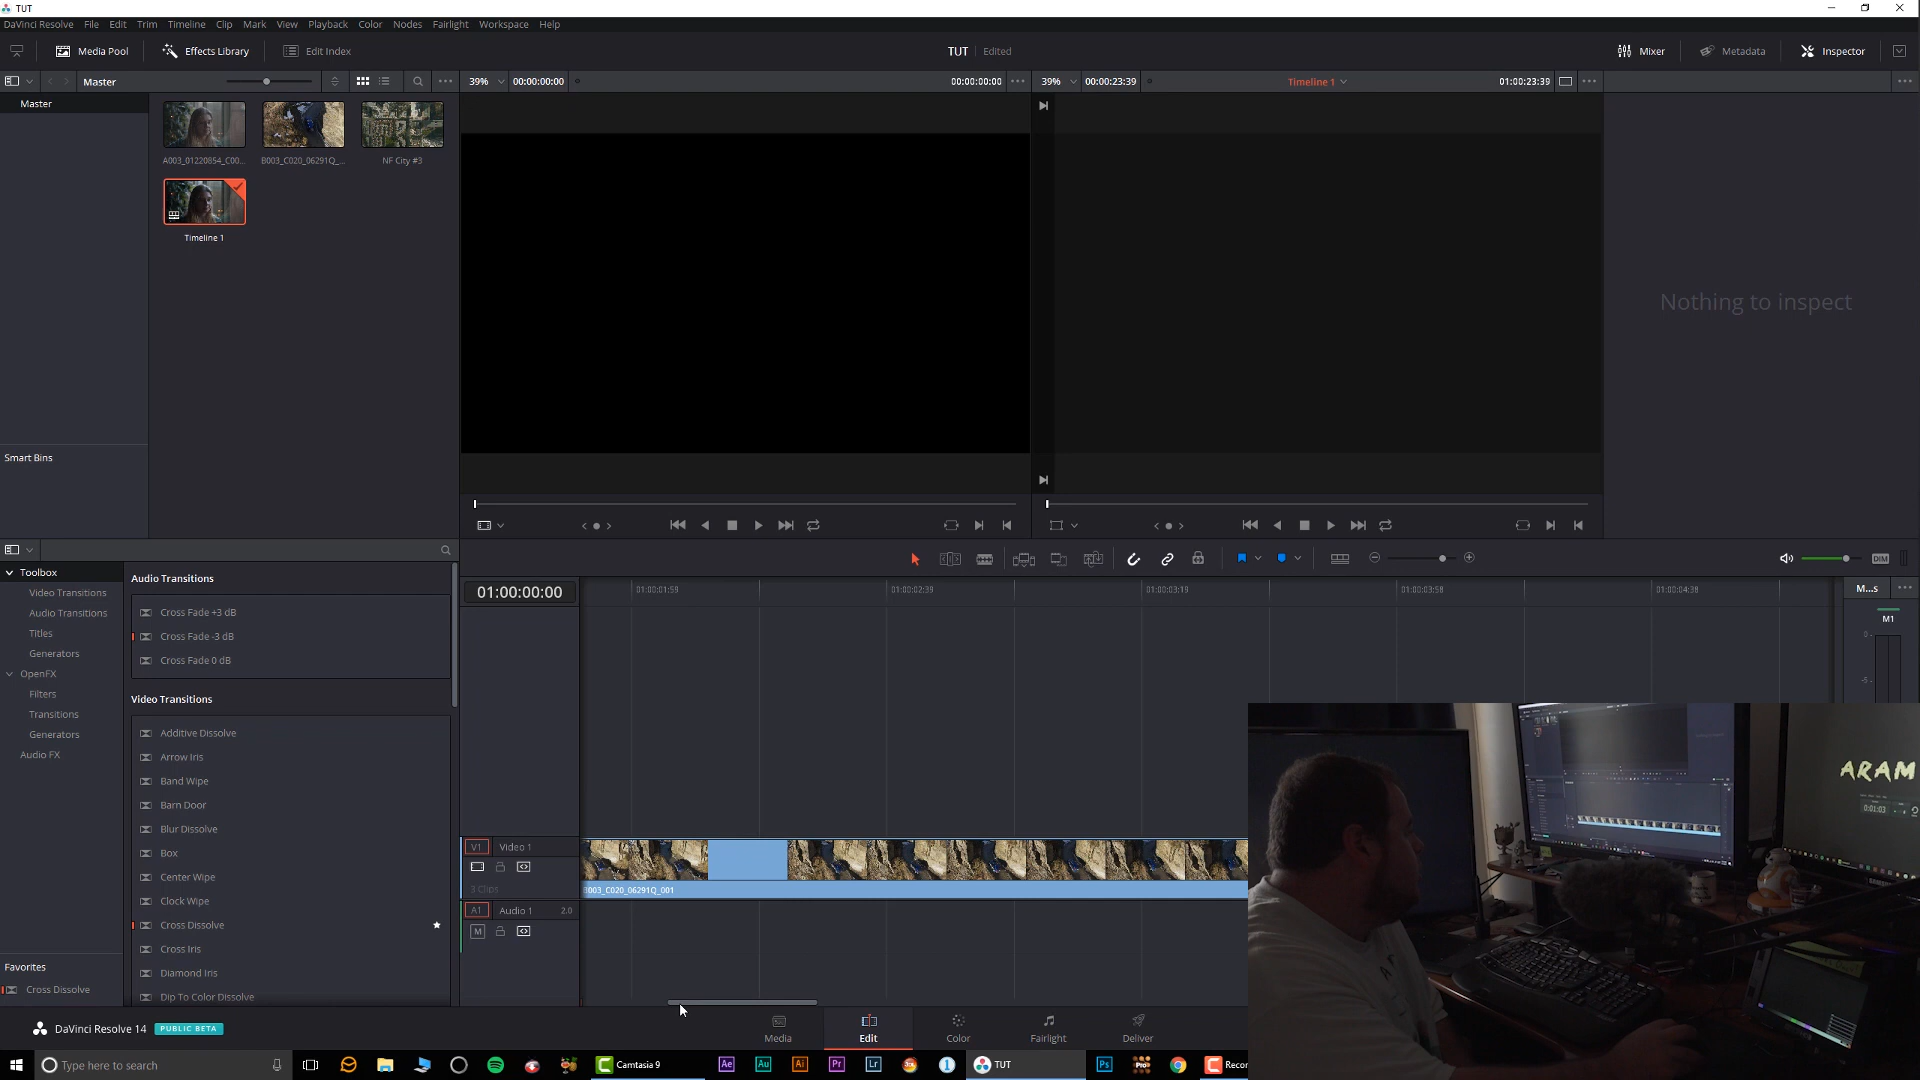 TUT
DaVinci Resolve File Edit Trim Timeline Clip Mark View Playback Color Nodes Fairlight Workspace Help
Media Pool Effects Library Edit Index TUT Edited Mixer Metadata Inspector
Master 39% 00:00:00:00 00:00:00:00 39% 00:00:23:39 Timeline 1 01:00:23:39
Master
A003_01220854_C00... B003_C020_06291Q_... NF City #3
Timeline 1
Nothing to inspect
Smart Bins
Toolbox
Video Transitions
Audio Transitions
Titles
Generators
OpenFX
Filters
Transitions
Generators
Audio FX
Favorites
Cross Dissolve
Audio Transitions
Cross Fade +3 dB
Cross Fade -3 dB
Cross Fade 0 dB
Video Transitions
Additive Dissolve
Arrow Iris
Band Wipe
Barn Door
Blur Dissolve
Box
Center Wipe
Clock Wipe
Cross Dissolve
Cross Iris
Diamond Iris
Dip To Color Dissolve
DIM
01:00:00:00 01:00:01:59 01:00:02:39 01:00:03:19 01:00:03:58 01:00:04:38
M...s
M1
0-
-5-
V1 Video 1
3 Clips
B003_C020_06291Q_001
A1 Audio 1 2.0
M
ARAM
0:01:03
DaVinci Resolve 14 PUBLIC BETA
Media Edit Color Fairlight Deliver
Type here to search Camtasia 9 Ae Au Ai Pr Lr TUT Ps Recor